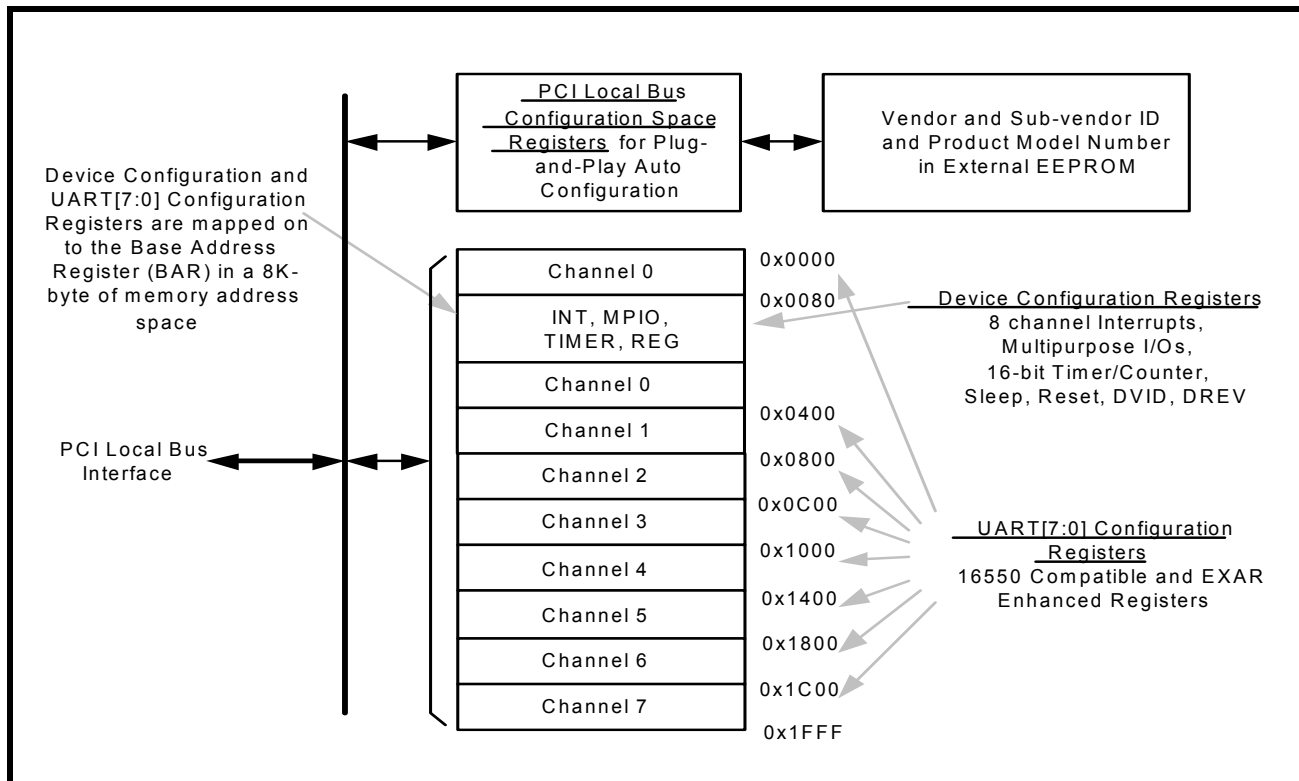 PCI Local Bus
Configuration Space
Registers for Plug-
and-Play Auto
Configuration
Vendor and Sub-vendor ID
and Product Model Number
in External EEPROM
Device Configuration and
UART[7:0] Configuration
Registers are mapped on
to the Base Address
Register (BAR) in a 8K-
byte of memory address
space
PCI Local Bus
Interface
Channel 0
INT, MPIO,
TIMER, REG
Channel 0
Channel 1
Channel 2
Channel 3
Channel 4
Channel 5
Channel 6
Channel 7
0x0000
0x0080
0x0400
0x0800
0x0C00
0x1000
0x1400
0x1800
0x1C00
0x1FFF
Device Configuration Registers
8 channel Interrupts,
Multipurpose I/Os,
16-bit Timer/Counter,
Sleep, Reset, DVID, DREV
UART[7:0] Configuration
Registers
16550 Compatible and EXAR
Enhanced Registers